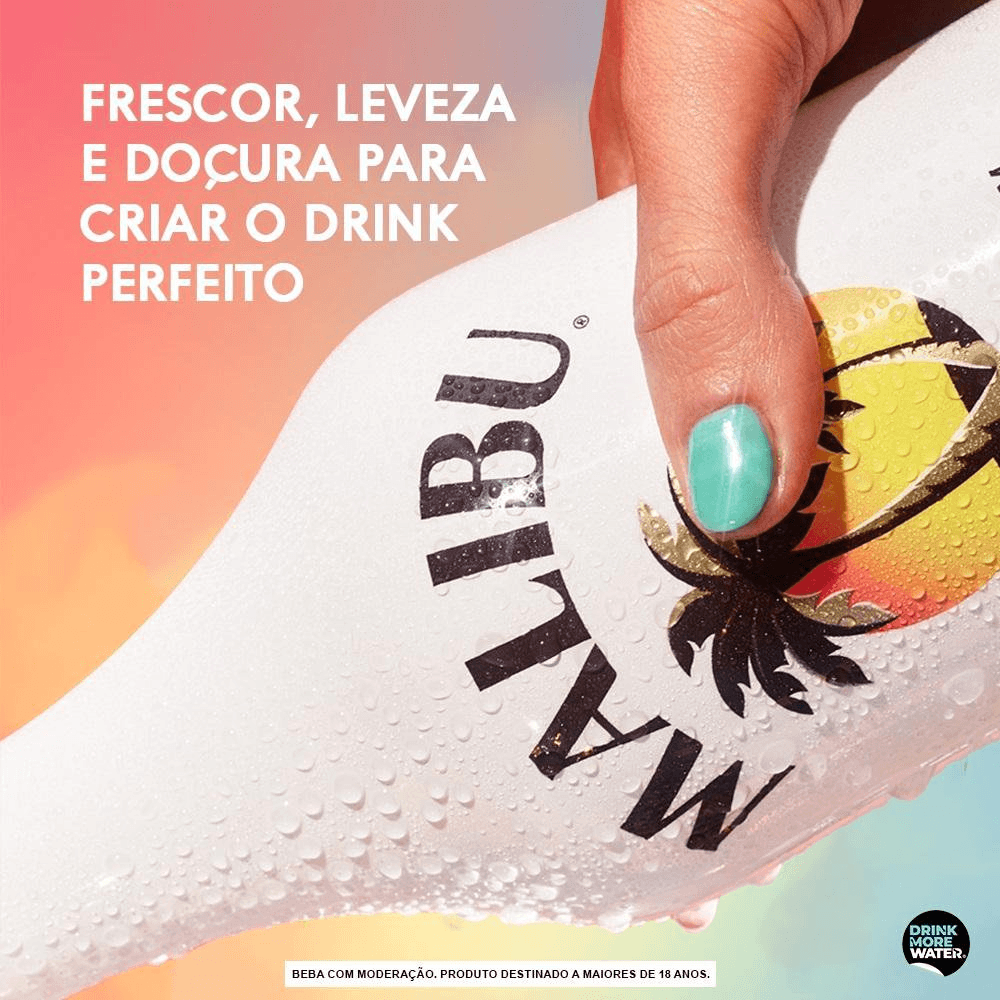 FRESCOR, LEVEZA
E DOÇURA PARA
CRIAR O DRINK
PERFEITO
MALIBU®
DRINK
MORE
WATER®
BEBA COM MODERAÇÃO. PRODUTO DESTINADO A MAIORES DE 18 ANOS.